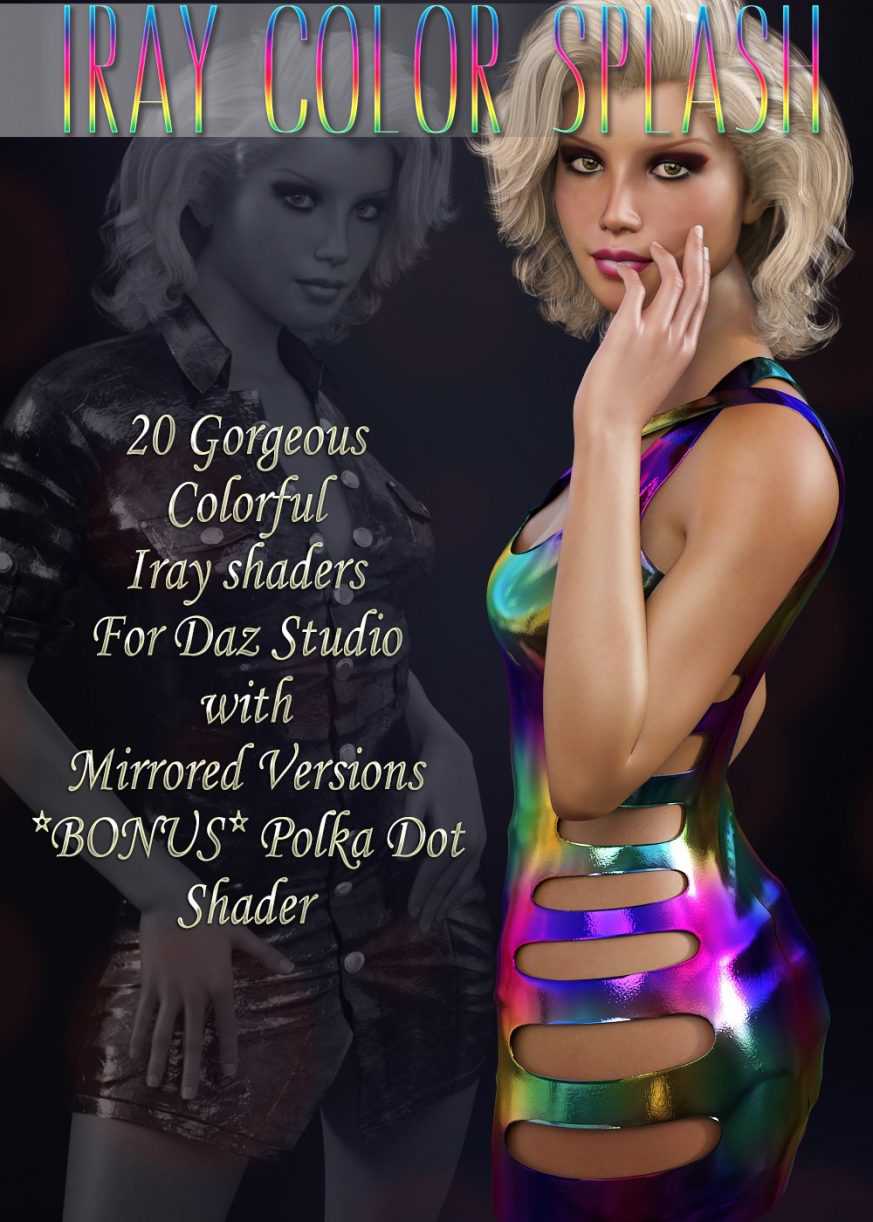 IRAY COLOR SPLASH
20 Gorgeous
Colorful
Iray shaders
For Daz Studio
with
Mirrored Versions
*BONUS* Polka Dot
Shader